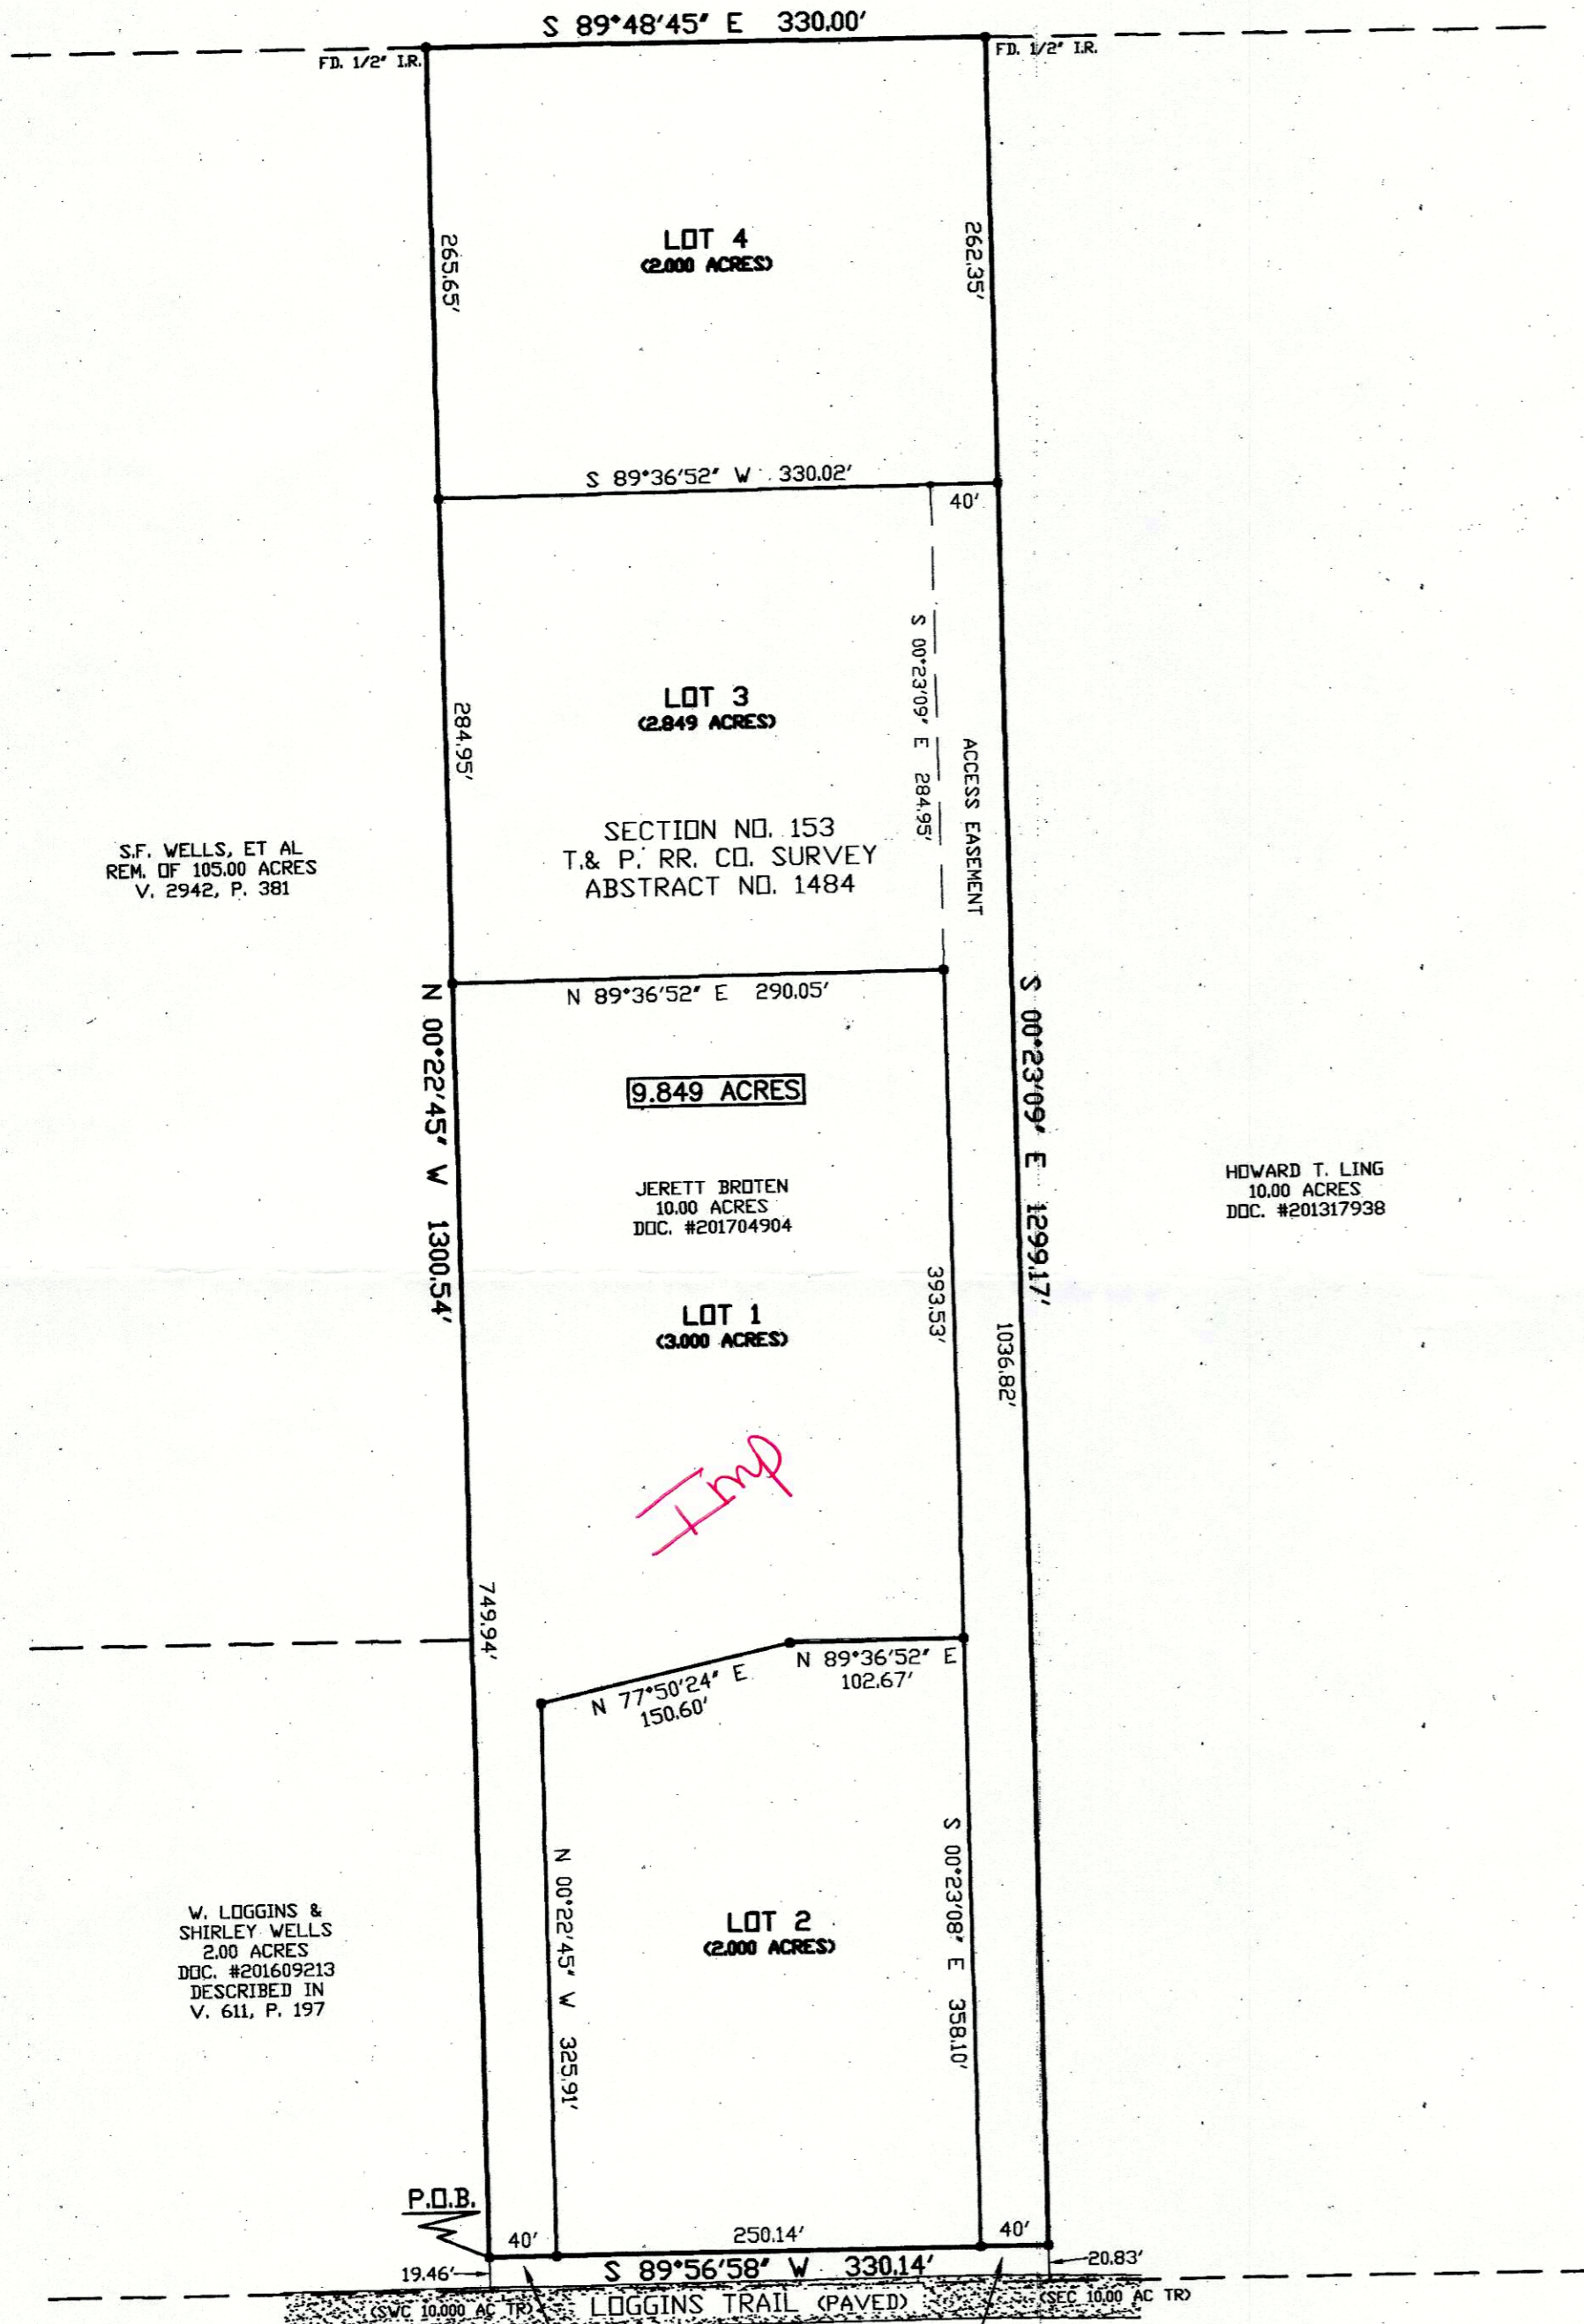 S 89°48'45" E 330.00'
FD. 1/2" I.R.
FD. 1/2" I.R.
265.65'
LOT 4
(2.000 ACRES)
262.35'
S 89°36'52" W 330.02'
40'
284.95'
LOT 3
(2.849 ACRES)
S 00°23'09" E 284.95'
ACCESS EASEMENT
SECTION NO. 153
T.& P. RR. CO. SURVEY
ABSTRACT NO. 1484
S.F. WELLS, ET AL
REM. OF 105.00 ACRES
V. 2942, P. 381
N 89°36'52" E 290.05'
N 00°22'45" W 1300.54'
S 00°23'09" E 1299.17'
9.849 ACRES
JERETT BROTEN
10.00 ACRES
DOC. #201704904
HOWARD T. LING
10.00 ACRES
DOC. #201317938
LOT 1
(3.000 ACRES)
393.53'
1036.82'
Imp
749.94'
N 77°50'24" E
150.60'
N 89°36'52" E
102.67'
N 00°22'45" W 325.91'
LOT 2
(2.000 ACRES)
S 00°23'08" E 358.10'
W. LOGGINS &
SHIRLEY WELLS
2.00 ACRES
DOC. #201609213
DESCRIBED IN
V. 611, P. 197
P.O.B.
40'
250.14'
40'
19.46'
S 89°56'58" W 330.14'
20.83'
(SWC 10.000 AC TR)
LOGGINS TRAIL (PAVED)
(SEC 10.00 AC TR)